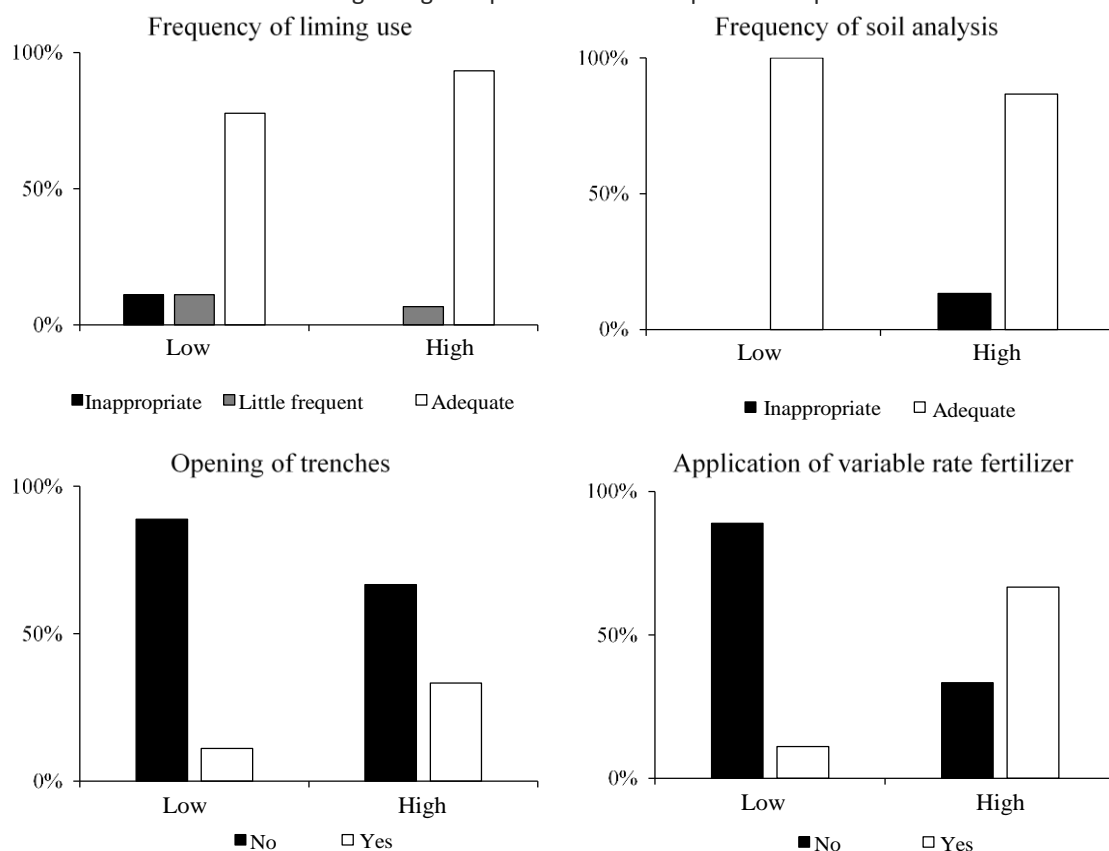 Frequency of liming use
100%
50%
0%
Low High
Inappropriate Little frequent Adequate
Frequency of soil analysis
100%
50%
0%
Low High
Inappropriate Adequate
Opening of trenches
100%
50%
0%
Low High
No Yes
Application of variable rate fertilizer
100%
50%
0%
Low High
No Yes